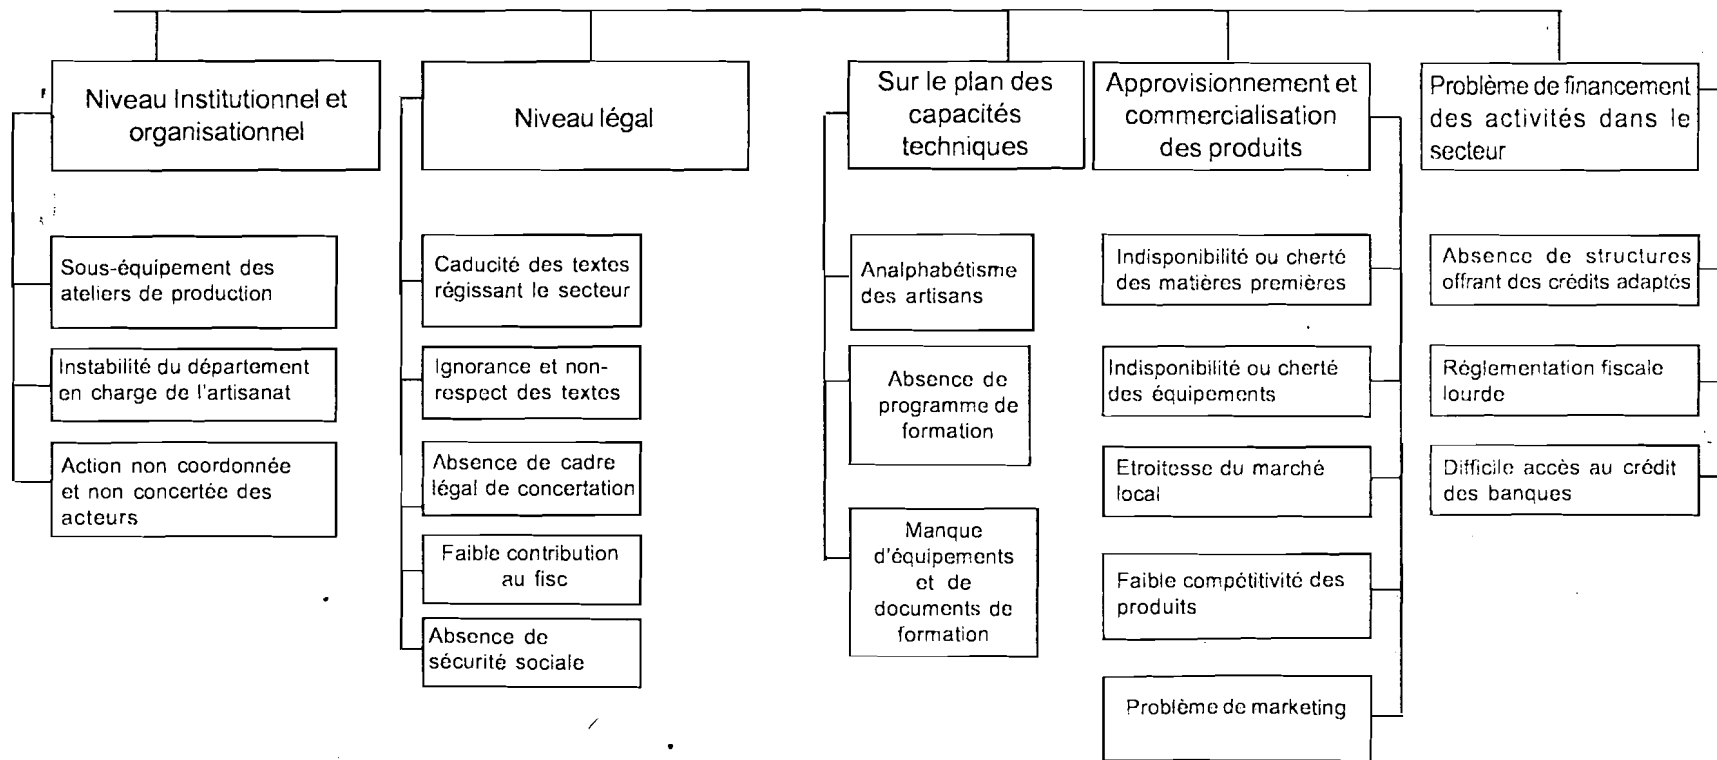 Niveau Institutionnel et
organisationnel
Sous-équipement des
ateliers de production
Instabilité du département
en charge de l'artisanat
Action non coordonnée
et non concertée des
acteurs
Niveau légal
Caducité des textes
régissant le secteur
Ignorance et non-
respect des textes
Absence de cadre
légal de concertation
Faible contribution
au fisc
Absence de
sécurité sociale
Sur le plan des
capacités
techniques
Analphabétisme
des artisans
Absence de
programme de
formation
Manque
d'équipements
et de
documents de
formation
Approvisionnement et
commercialisation
des produits
Indisponibilité ou cherté
des matières premières
Indisponibilité ou cherté
des équipements
Etroitesse du marché
local
Faible compétitivité des
produits
Problème de marketing
Problème de financement
des activités dans le
secteur
Absence de structures
offrant des crédits adaptés
Réglementation fiscale
lourde
Difficile accès au crédit
des banques